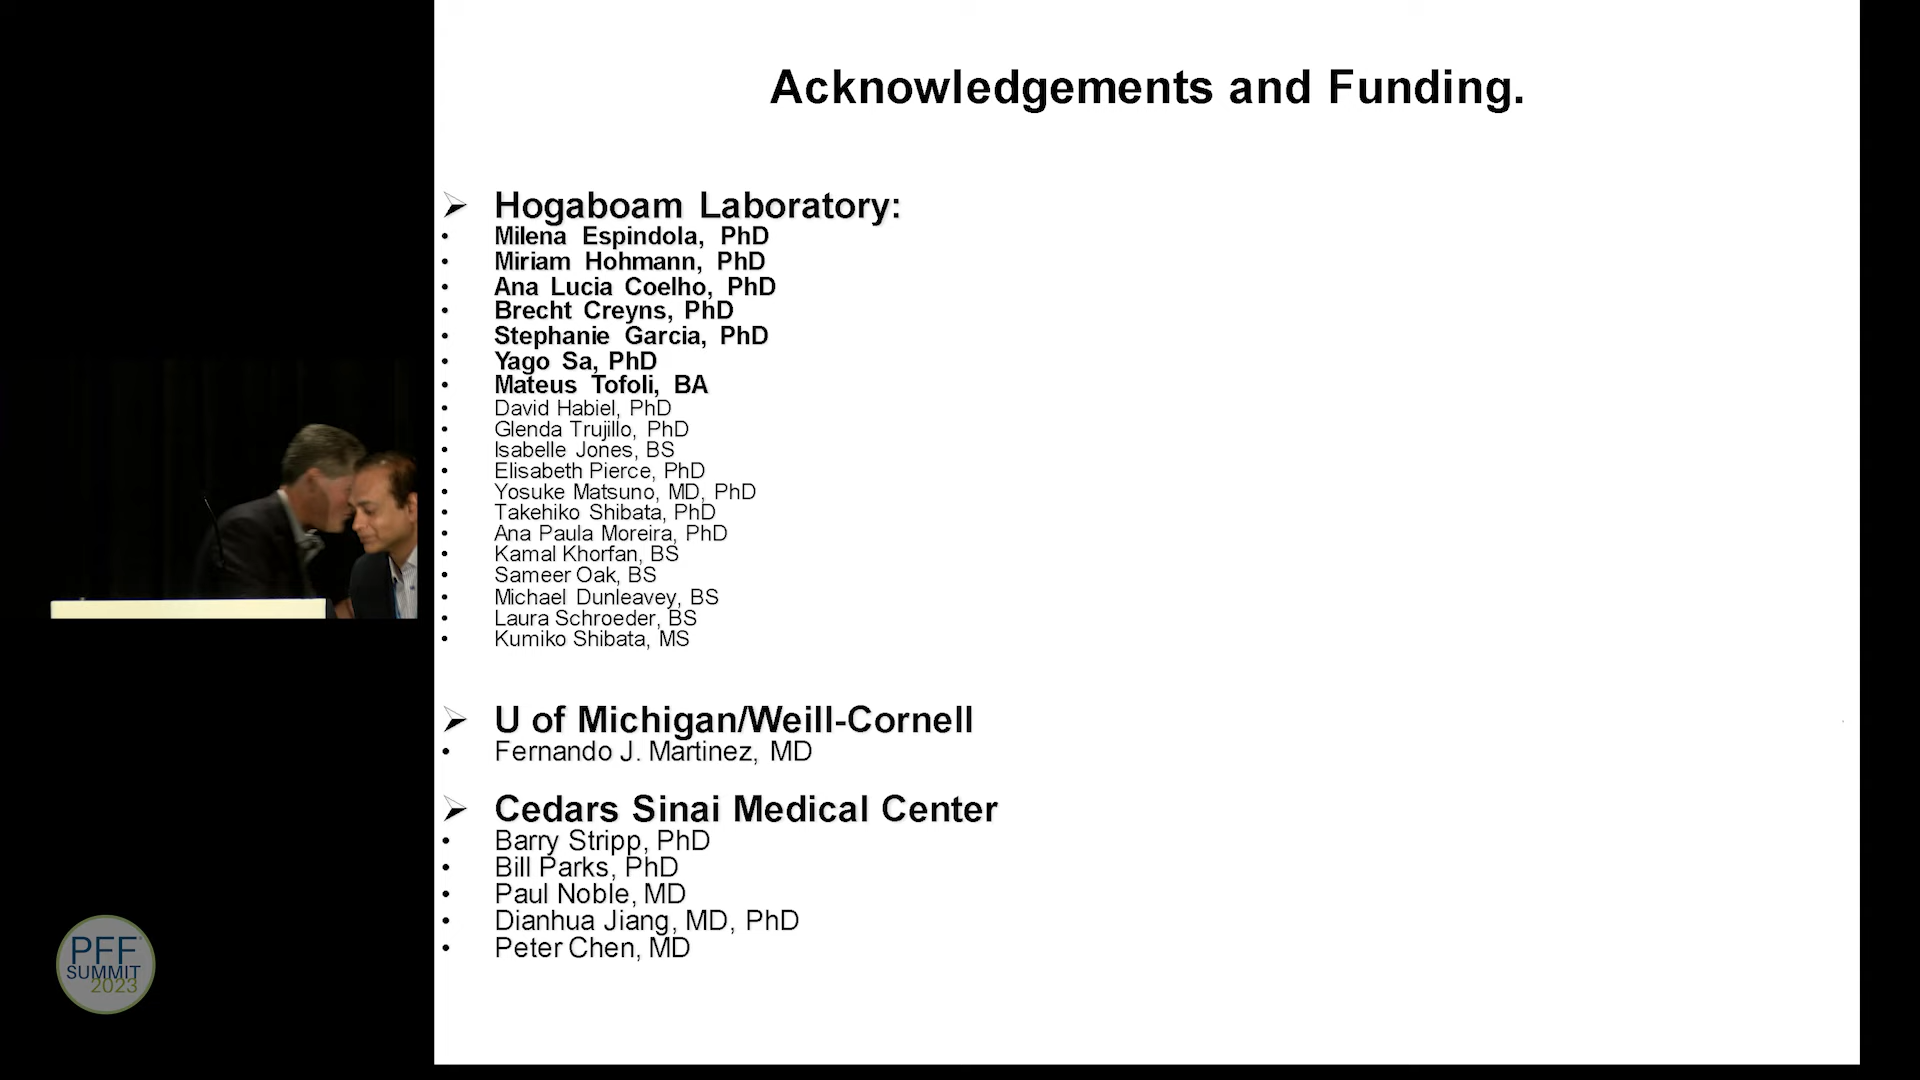 Acknowledgements and Funding.
Hogaboam Laboratory:
Milena Espindola, PhD
Miriam Hohmann, PhD
Ana Lucia Coelho, PhD
Brecht Creyns, PhD
Stephanie Garcia, PhD
Yago Sa, PhD
Mateus Tofoli, BA
David Habiel, PhD
Glenda Trujillo, PhD
Isabelle Jones, BS
Elisabeth Pierce, PhD
Yosuke Matsuno, MD, PhD
Takehiko Shibata, PhD
Ana Paula Moreira, PhD
Kamal Khorfan, BS
Sameer Oak, BS
Michael Dunleavey, BS
Laura Schroeder, BS
Kumiko Shibata, MS
U of Michigan/Weill-Cornell
Fernando J. Martinez, MD
Cedars Sinai Medical Center
Barry Stripp, PhD
Bill Parks, PhD
Paul Noble, MD
Dianhua Jiang, MD, PhD
Peter Chen, MD
PFF
SUMMIT
2023